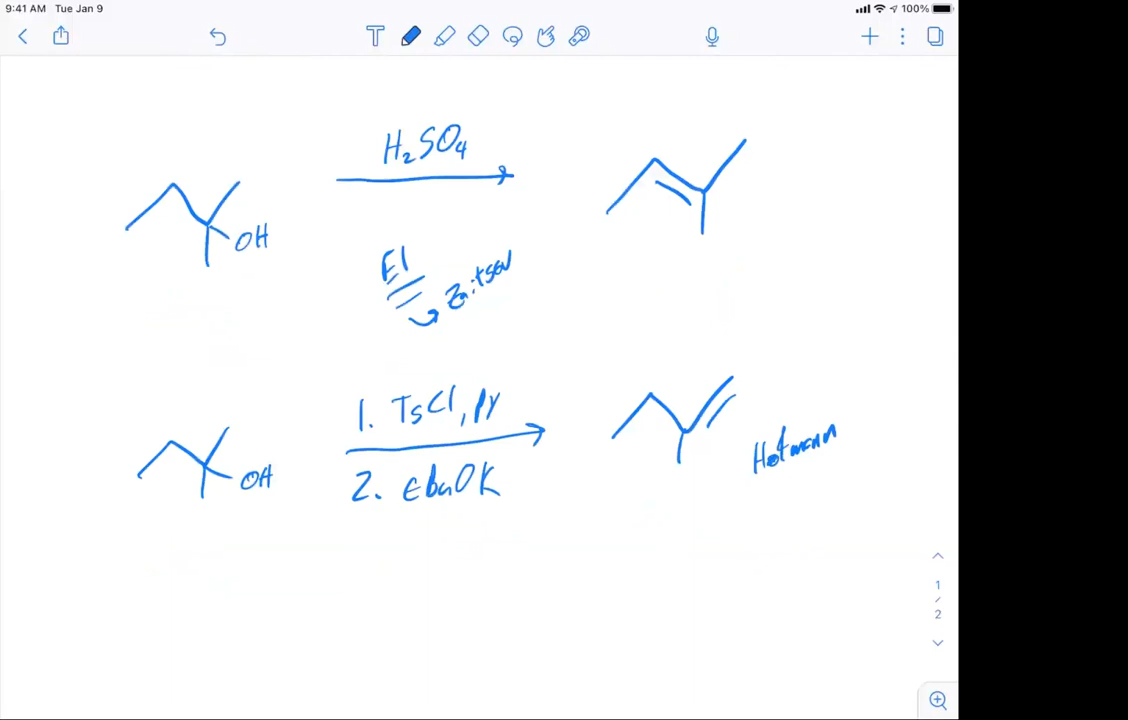 9:41 AM Tue Jan 9
100%
H₂SO₄
OH
E1
Zaitsev
1. TsCl, py
OH
2. tbuOK
Hofmann
1
/
2